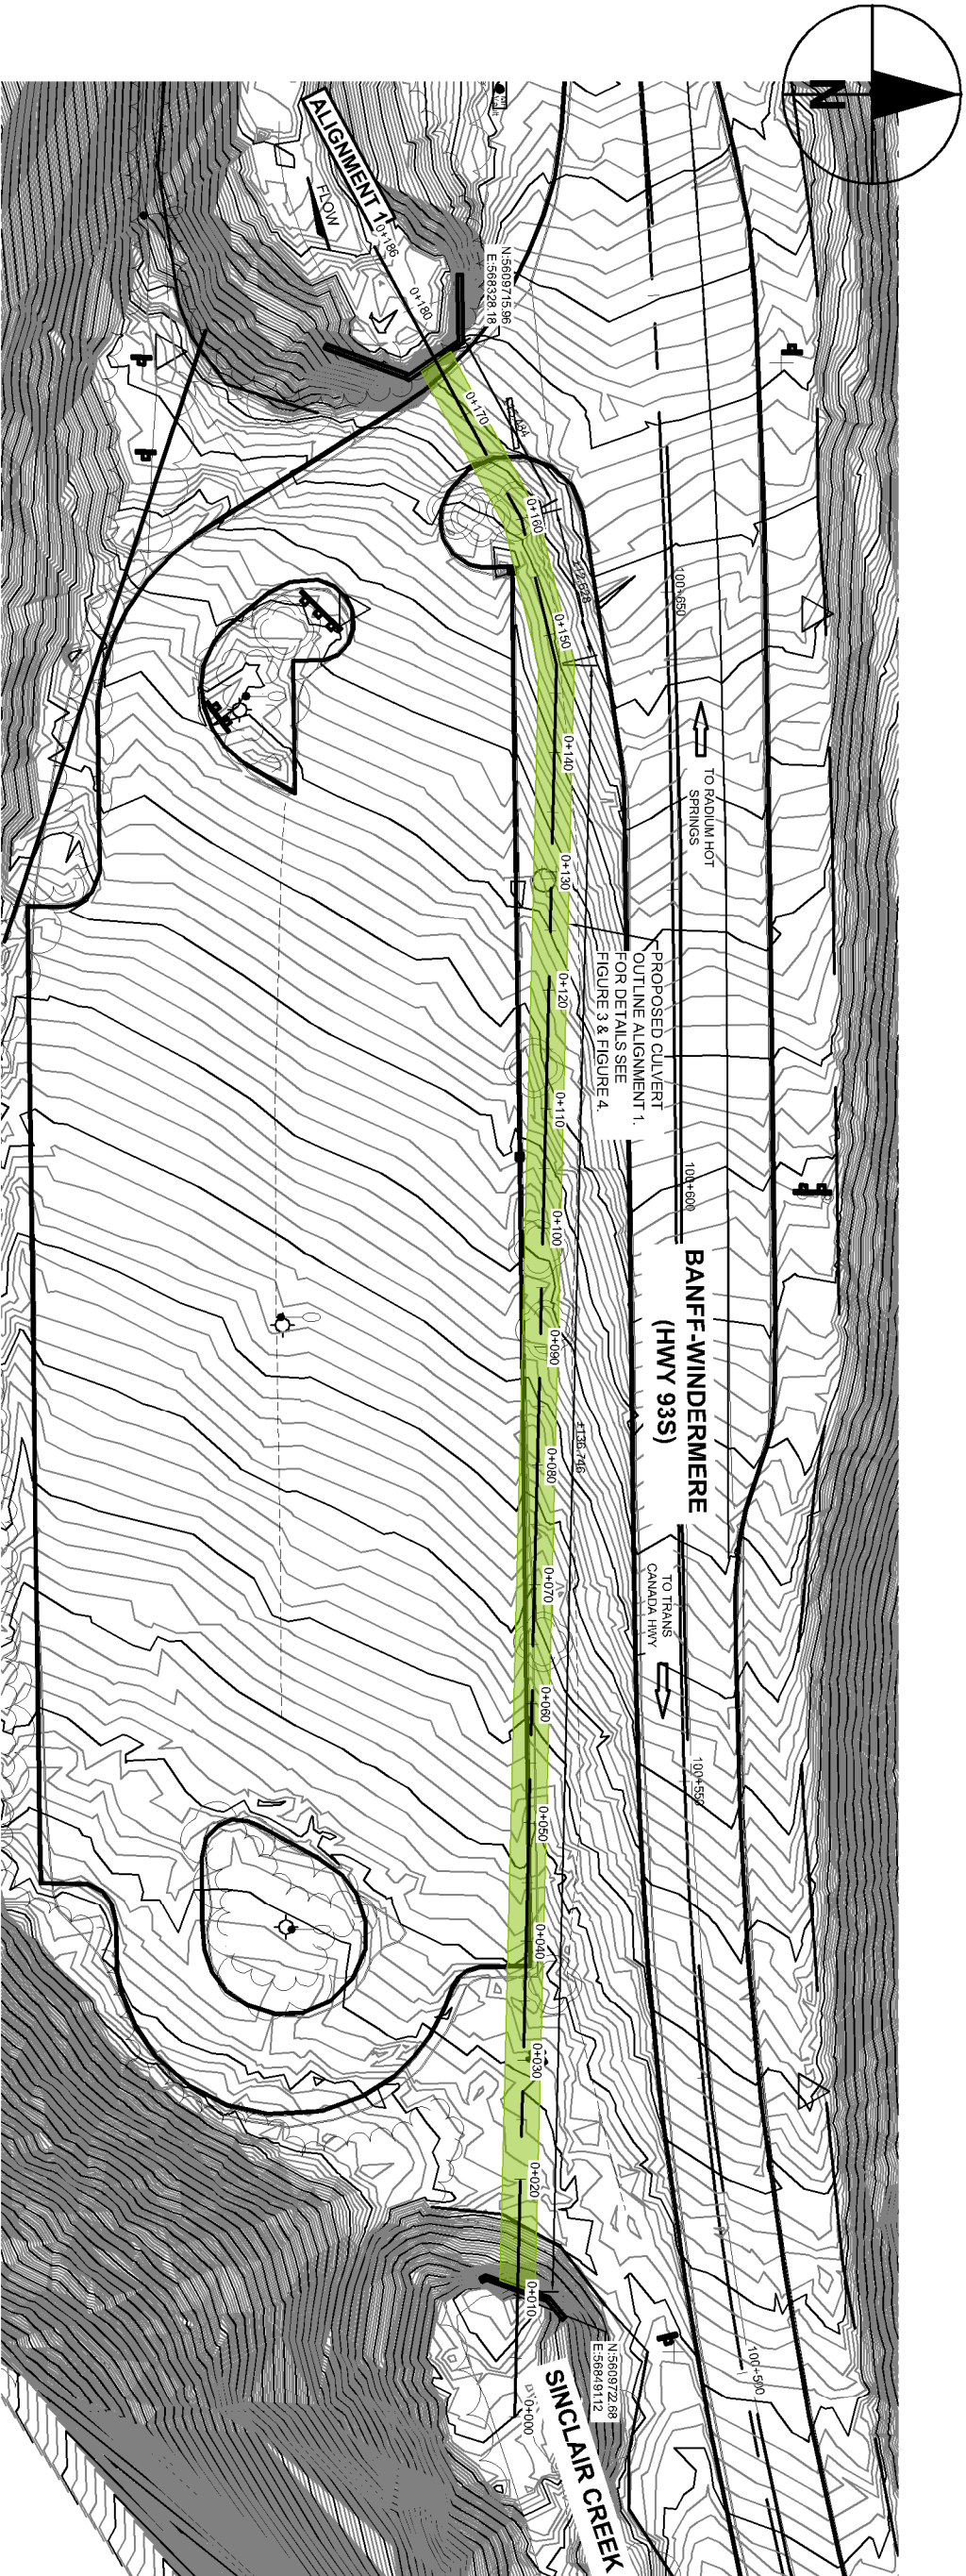 N
ALIGNMENT 1
FLOW
0+186
0+180
N:5609715.96
E:568328.18
0+170
0+160
0+150
0+140
0+130
0+120
0+110
0+100
0+090
0+080
0+070
0+060
0+050
0+040
0+030
0+020
0+010
0+000
100+650
TO RADIUM HOT
SPRINGS
PROPOSED CULVERT
OUTLINE ALIGNMENT 1.
FOR DETAILS SEE
FIGURE 3 & FIGURE 4.
100+600
BANFF-WINDERMERE
(HWY 93S)
±136.746
TO TRANS
CANADA HWY
100+550
100+500
N:5609722.68
E:568491.12
SINCLAIR CREEK